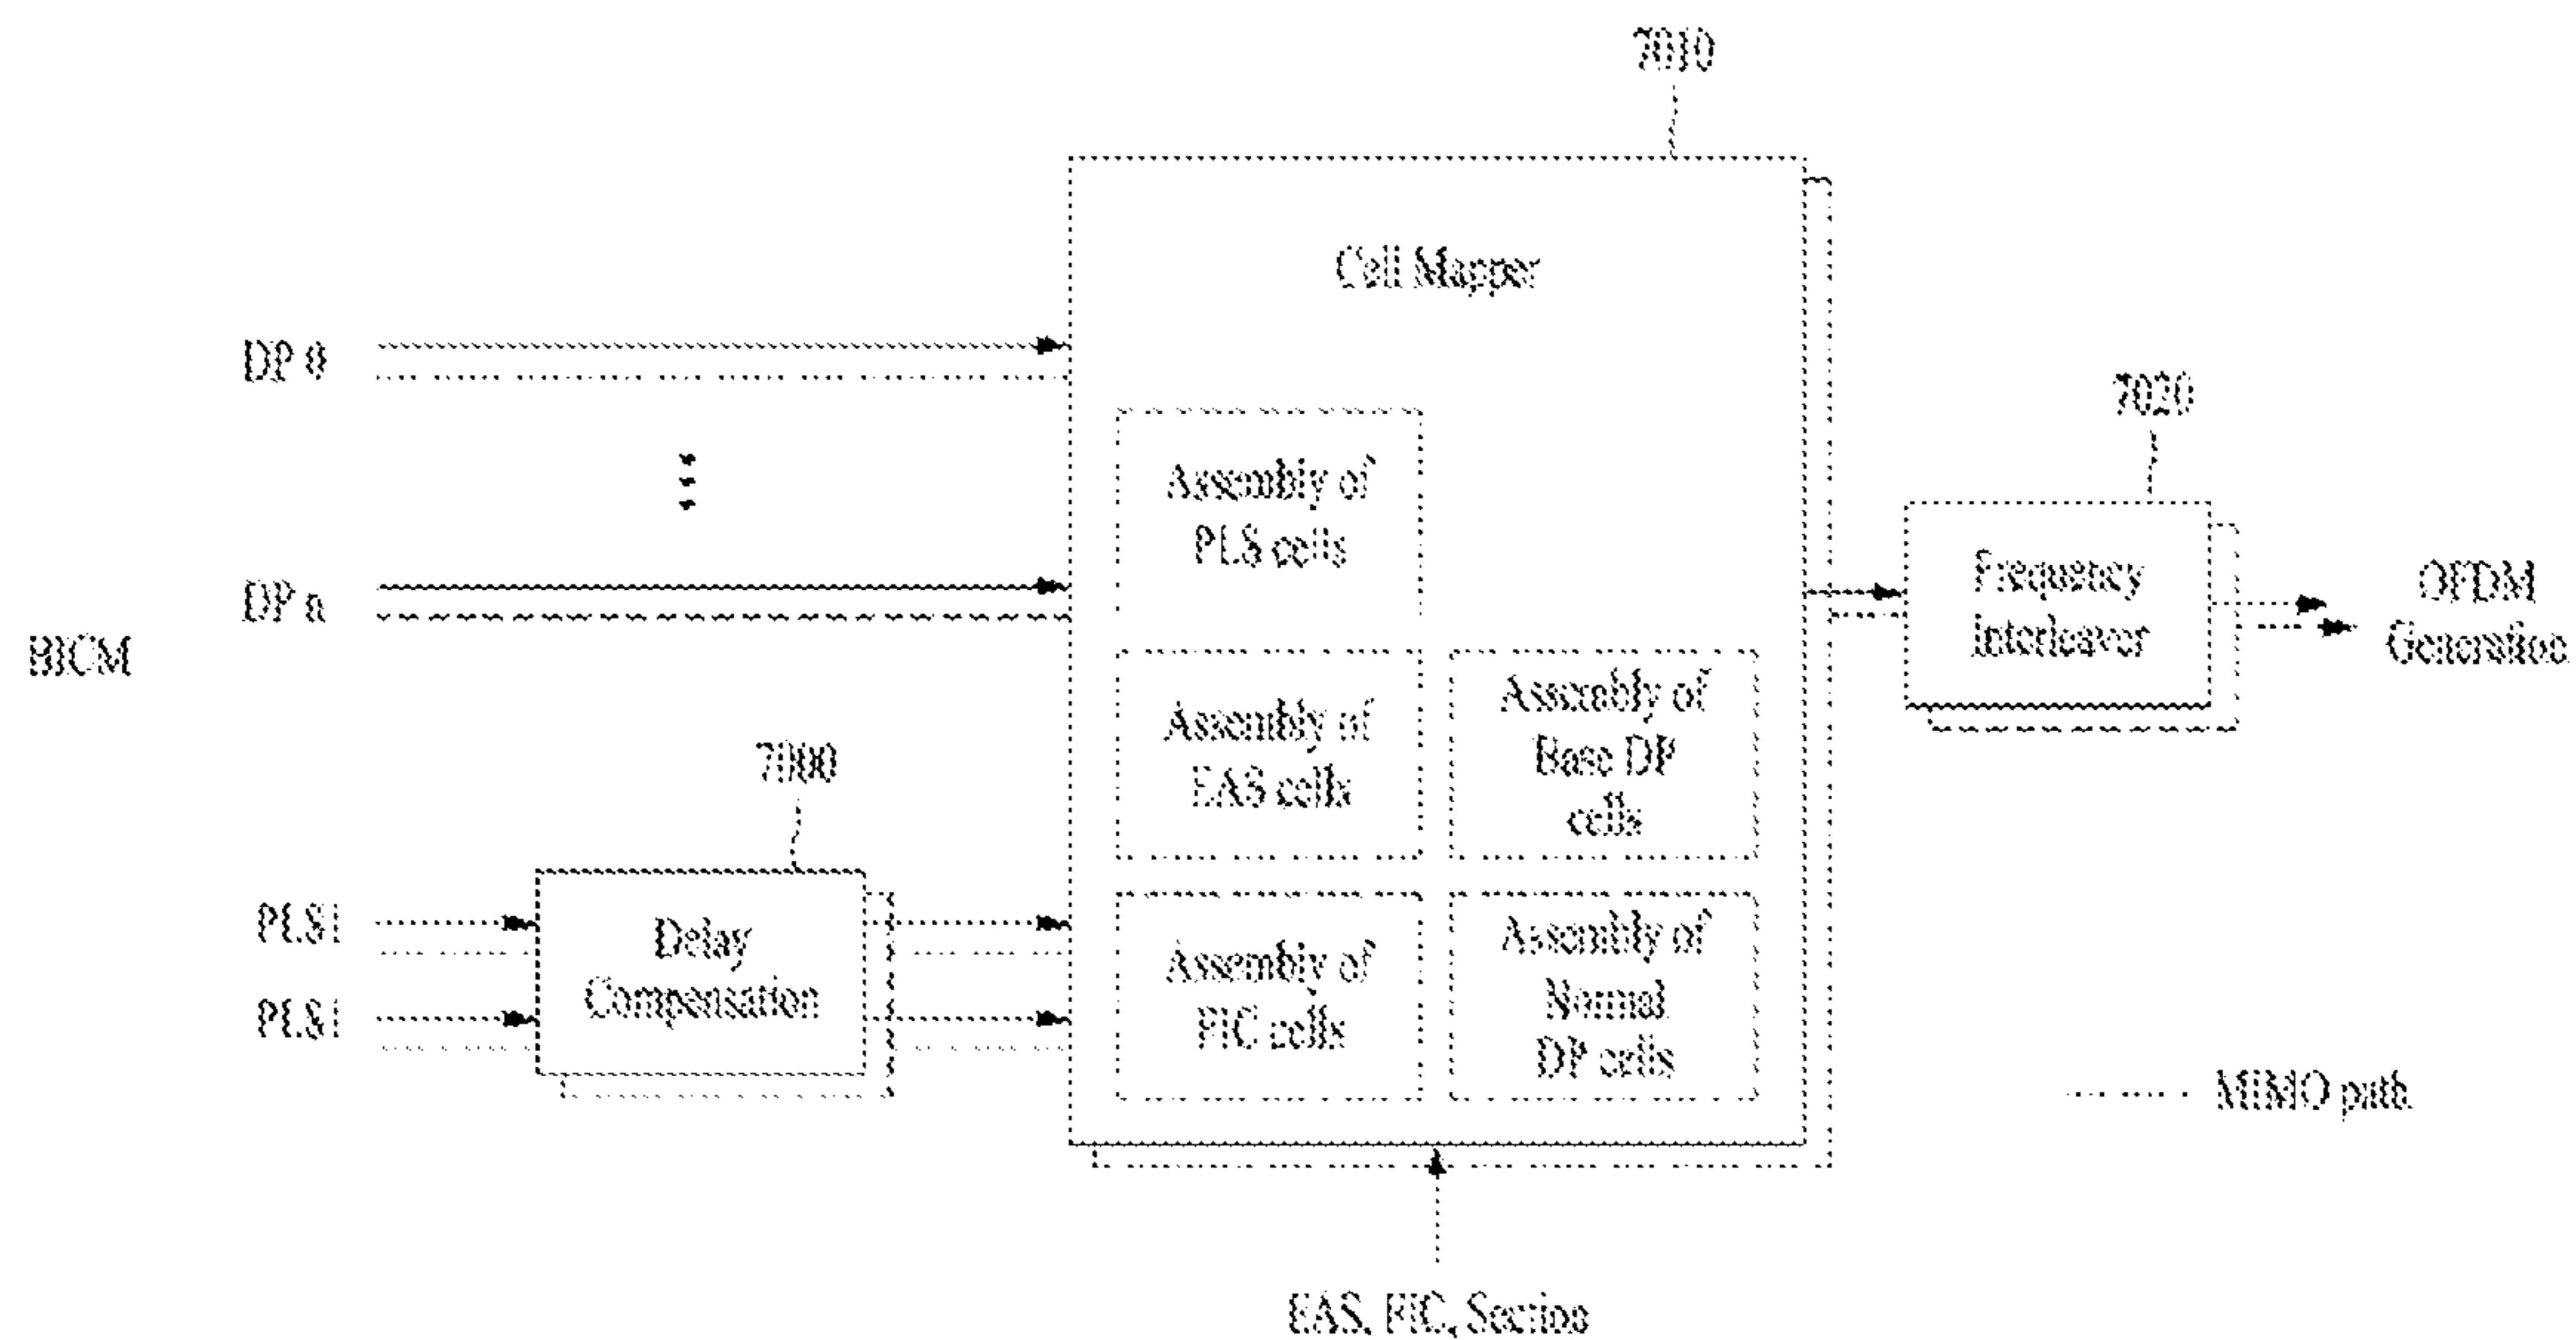 7010
Cell Mapper
DP 0
7020
Assembly of
PLS cells
Frequency
interleaver
OFDM
Generation
DP n
BICM
Assembly of
EAS cells
Assembly of
Base DP
cells
7000
PLS1
Delay
Compensation
PLS1
Assembly of
FIC cells
Assembly of
Normal
DP cells
MIMO path
EAS, FIC, Section